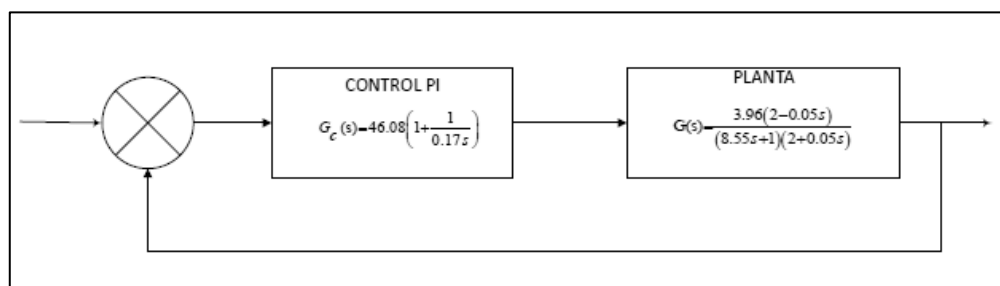 CONTROL PI
G_c (s)=46.08(1+1/0.17s)
PLANTA
G(s)=3.96(2-0.05s)/(8.55s+1)(2+0.05s)